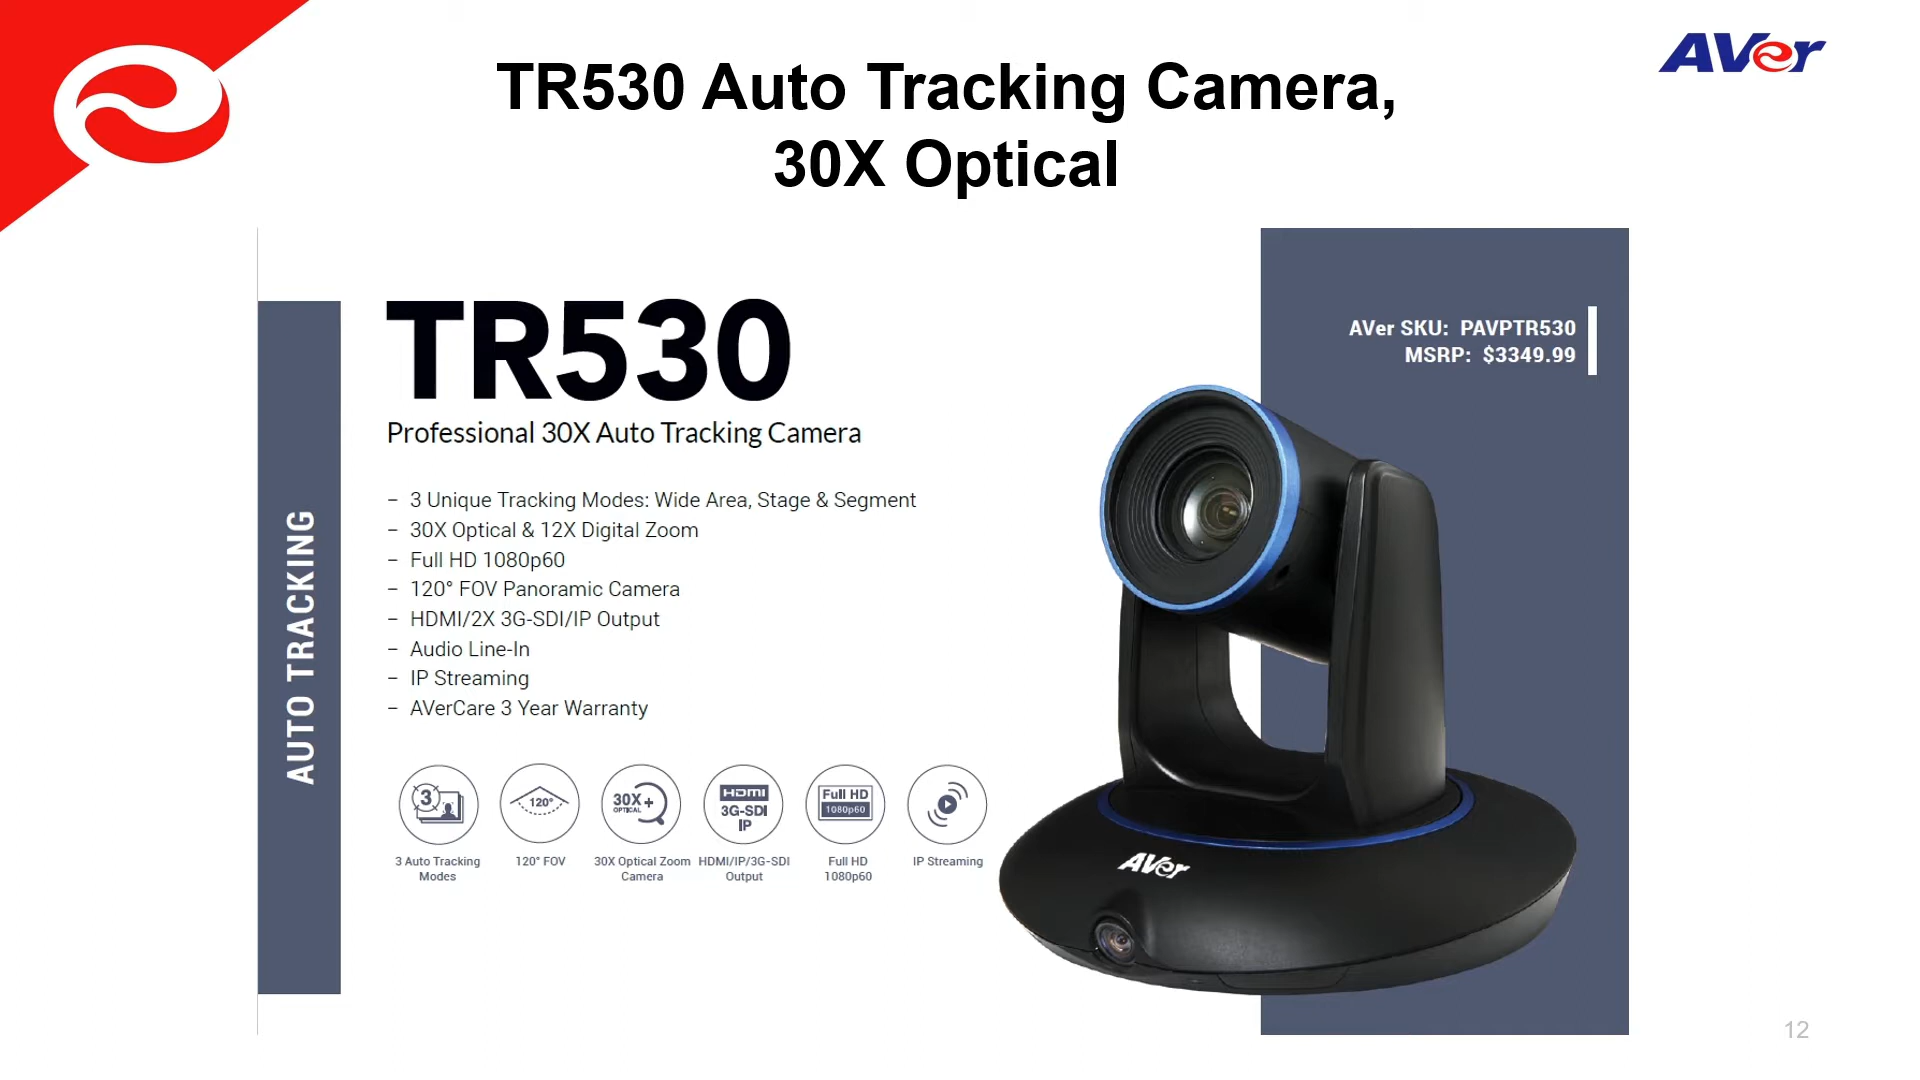 AVer
TR530 Auto Tracking Camera,
30X Optical
AUTO TRACKING
TR530
Professional 30X Auto Tracking Camera
– 3 Unique Tracking Modes: Wide Area, Stage & Segment
– 30X Optical & 12X Digital Zoom
– Full HD 1080p60
– 120° FOV Panoramic Camera
– HDMI/2X 3G-SDI/IP Output
– Audio Line-In
– IP Streaming
– AVerCare 3 Year Warranty
AVer SKU: PAVPTR530
MSRP: $3349.99
3
120°
30X+
OPTICAL
HDMI
3G-SDI
IP
Full HD
1080p60
3 Auto Tracking
Modes
120° FOV
30X Optical Zoom
Camera
HDMI/IP/3G-SDI
Output
Full HD
1080p60
IP Streaming
AVer
12